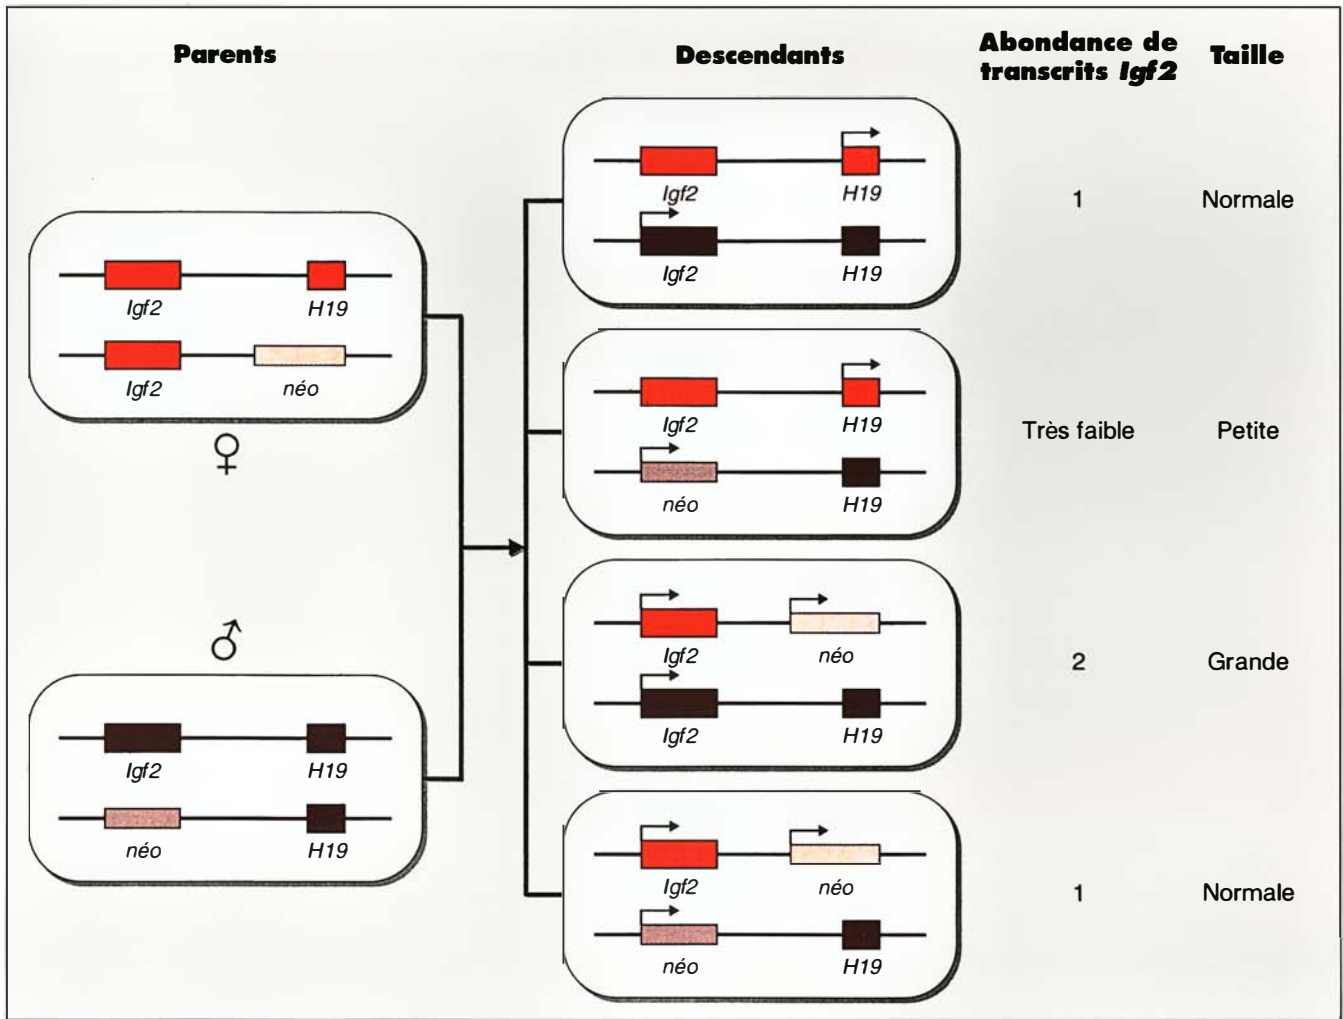 Parents
Descendants
Abondance de
transcrits Igf2
Taille
Igf2 H19
Igf2 néo
♀
♂
Igf2 H19
néo H19
Igf2 H19
Igf2 H19
1
Normale
Igf2 H19
néo H19
Très faible
Petite
Igf2 néo
Igf2 H19
2
Grande
Igf2 néo
néo H19
1
Normale